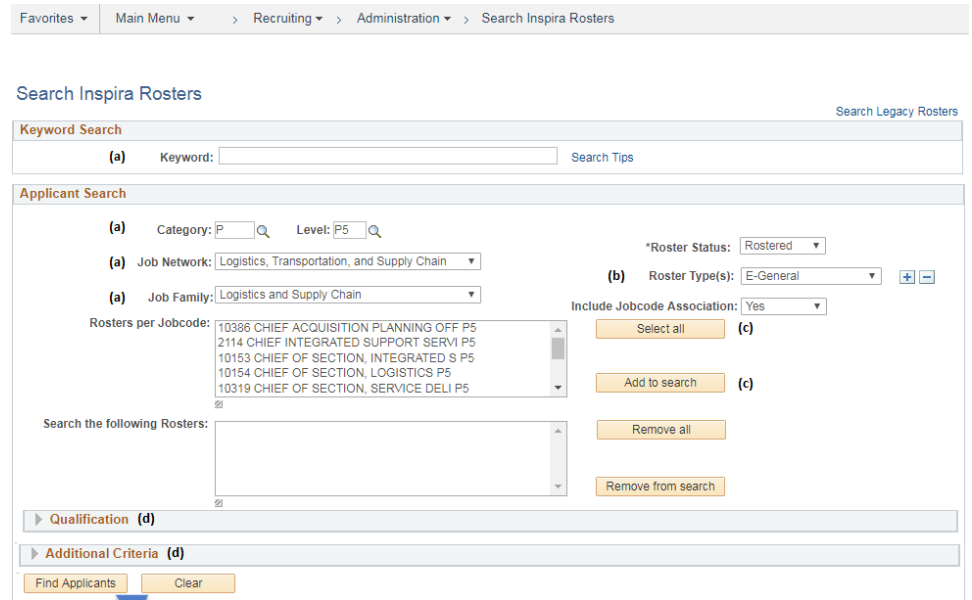 Favorites Main Menu > Recruiting > Administration > Search Inspira Rosters
Search Inspira Rosters
Search Legacy Rosters
Keyword Search
(a) Keyword: Search Tips
Applicant Search
(a) Category: P Level: P5
*Roster Status: Rostered
(a) Job Network: Logistics, Transportation, and Supply Chain
(b) Roster Type(s): E-General
(a) Job Family: Logistics and Supply Chain
Include Jobcode Association: Yes
Rosters per Jobcode:
10386 CHIEF ACQUISITION PLANNING OFF P5
2114 CHIEF INTEGRATED SUPPORT SERVI P5
10153 CHIEF OF SECTION, INTEGRATED S P5
10154 CHIEF OF SECTION, LOGISTICS P5
10319 CHIEF OF SECTION, SERVICE DELI P5
Select all (c)
Add to search (c)
Search the following Rosters:
Remove all
Remove from search
Qualification (d)
Additional Criteria (d)
Find Applicants Clear